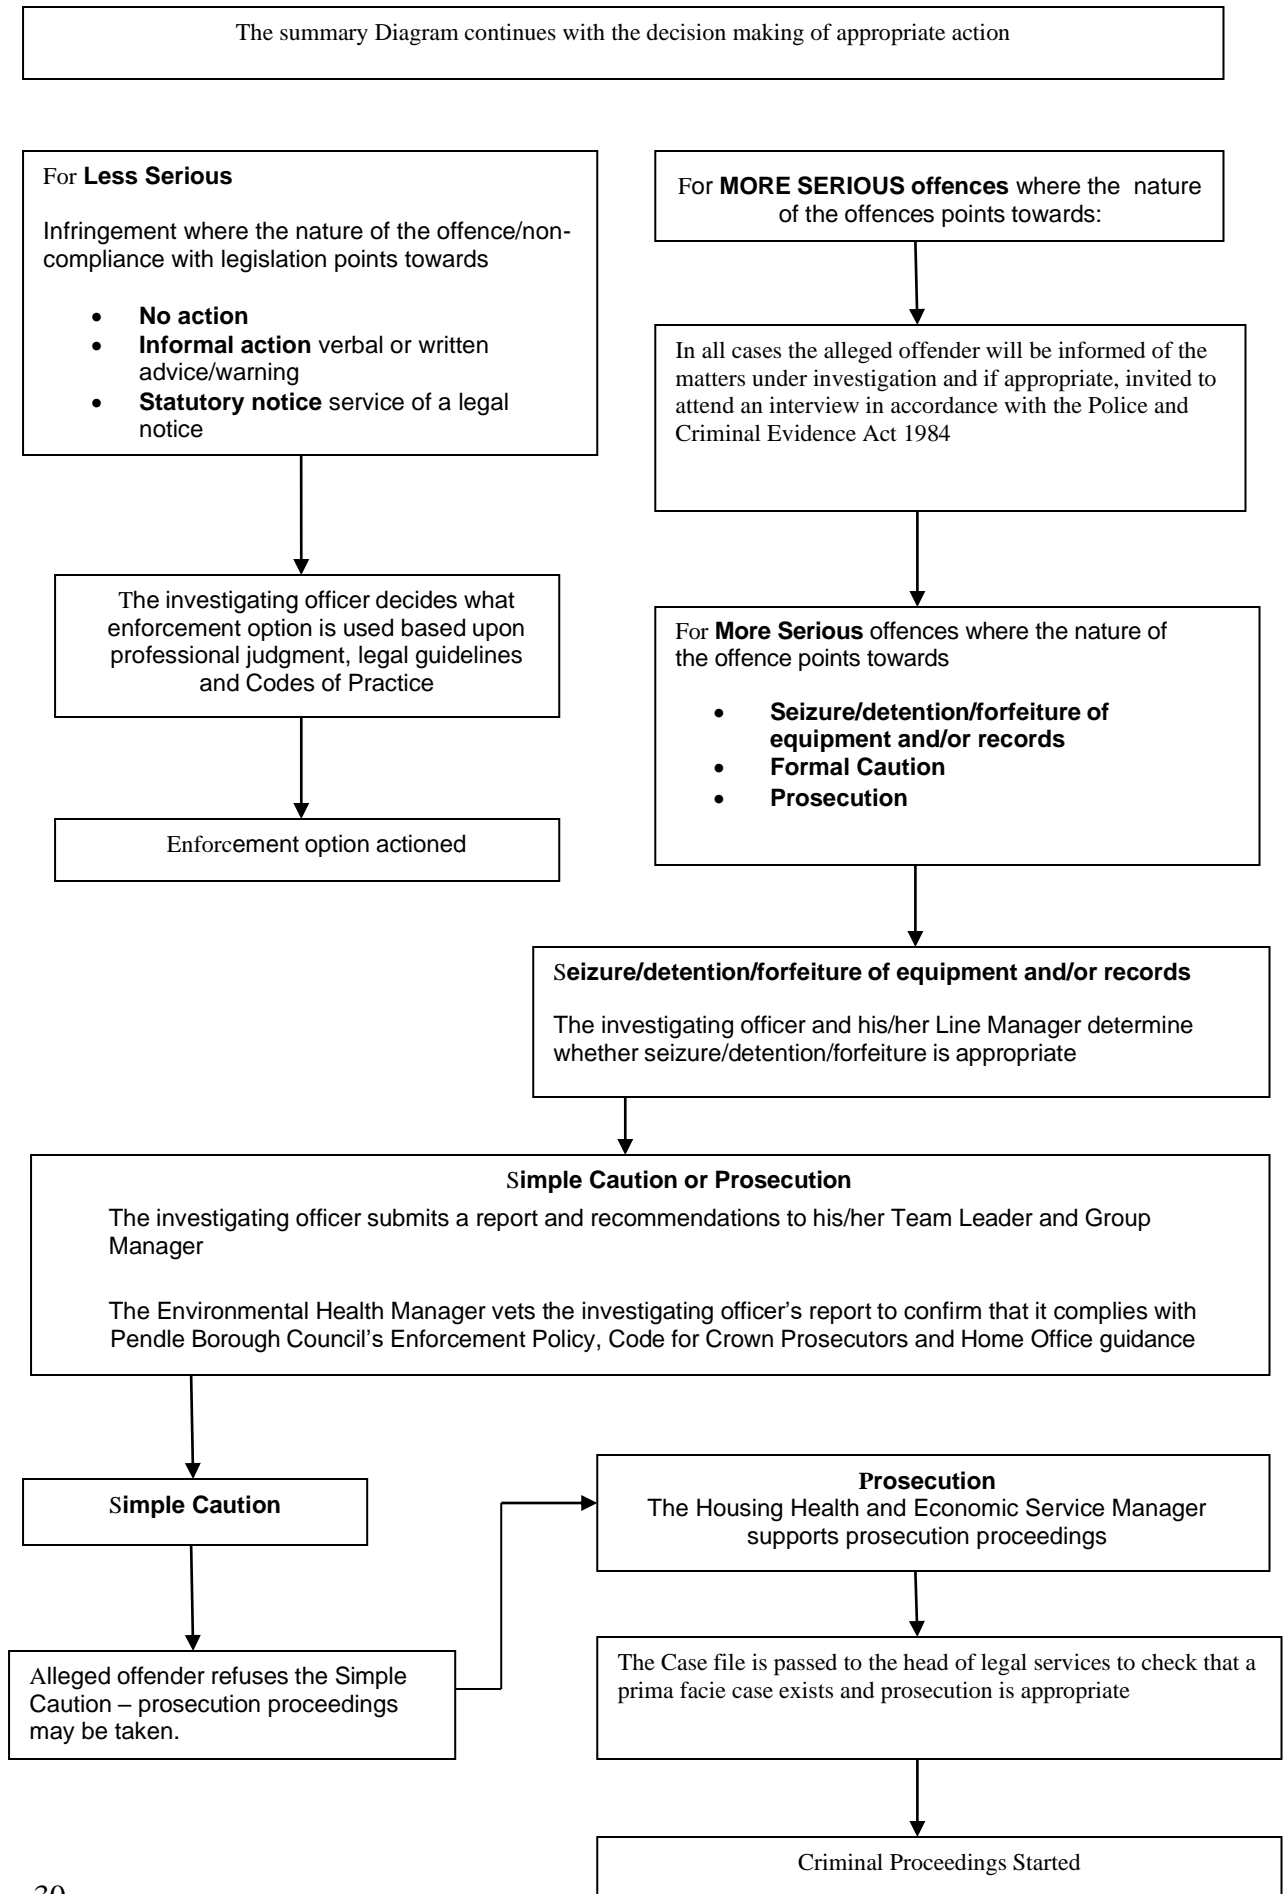 The summary Diagram continues with the decision making of appropriate action
For Less Serious
Infringement where the nature of the offence/non-
compliance with legislation points towards
• No action
• Informal action verbal or written
advice/warning
• Statutory notice service of a legal
notice
The investigating officer decides what
enforcement option is used based upon
professional judgment, legal guidelines
and Codes of Practice
Enforcement option actioned
For MORE SERIOUS offences where the nature
of the offences points towards:
In all cases the alleged offender will be informed of the
matters under investigation and if appropriate, invited to
attend an interview in accordance with the Police and
Criminal Evidence Act 1984
For More Serious offences where the nature of
the offence points towards
• Seizure/detention/forfeiture of
equipment and/or records
• Formal Caution
• Prosecution
Seizure/detention/forfeiture of equipment and/or records
The investigating officer and his/her Line Manager determine
whether seizure/detention/forfeiture is appropriate
Simple Caution or Prosecution
The investigating officer submits a report and recommendations to his/her Team Leader and Group
Manager
The Environmental Health Manager vets the investigating officer’s report to confirm that it complies with
Pendle Borough Council’s Enforcement Policy, Code for Crown Prosecutors and Home Office guidance
Simple Caution
Alleged offender refuses the Simple
Caution – prosecution proceedings
may be taken.
Prosecution
The Housing Health and Economic Service Manager
supports prosecution proceedings
The Case file is passed to the head of legal services to check that a
prima facie case exists and prosecution is appropriate
Criminal Proceedings Started
30